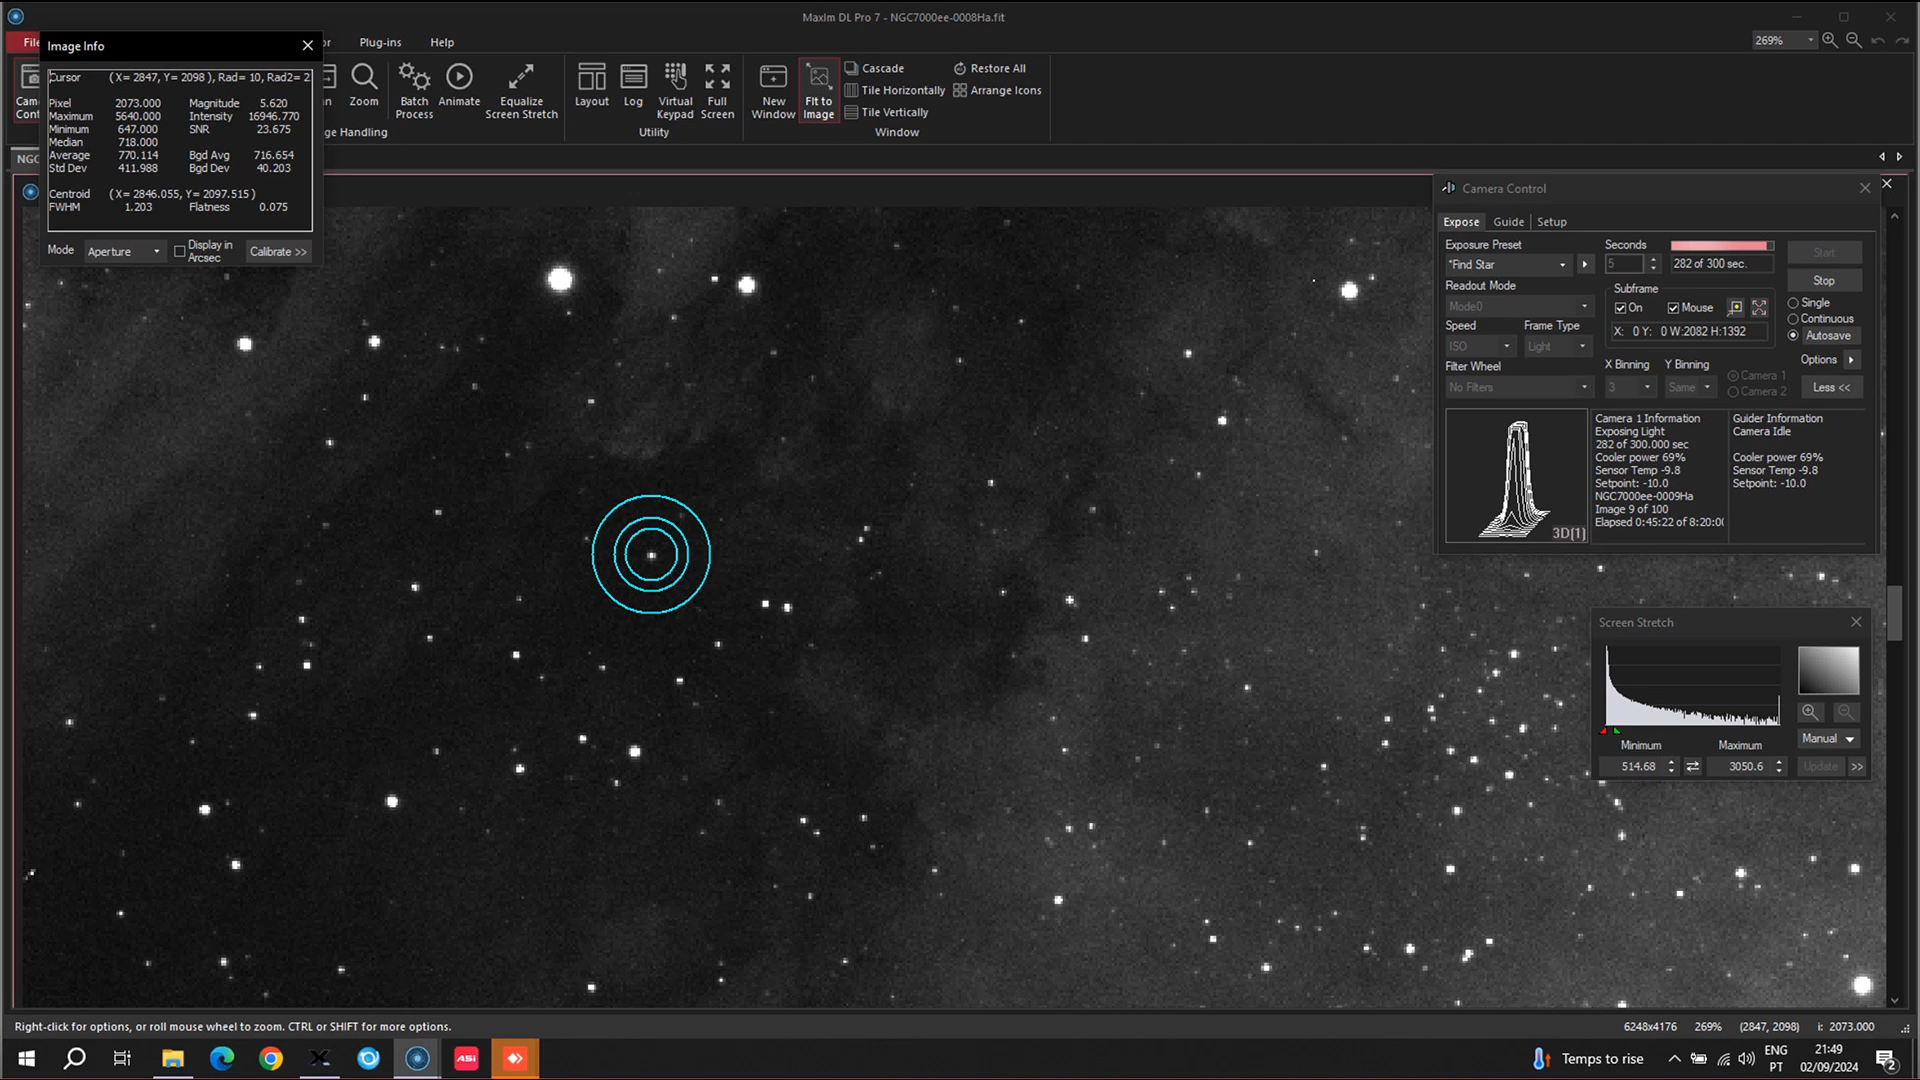 MaxIm DL Pro 7 - NGC7000ee-0008Ha.fit
File
Plug-ins
Help
269%
Zoom
Batch Process
Animate
Equalize Screen Stretch
Layout
Log
Virtual Keypad
Full Screen
Utility
New Window
Fit to Image
Cascade
Tile Horizontally
Tile Vertically
Restore All
Arrange Icons
Window
Image Info
Cursor ( X= 2847, Y= 2098 ), Rad= 10, Rad2= 2
Pixel 2073.000 Magnitude 5.620
Maximum 5640.000 Intensity 16946.770
Minimum 647.000 SNR 23.675
Median 718.000
Average 770.114 Bgd Avg 716.654
Std Dev 411.988 Bgd Dev 40.203
Centroid ( X= 2846.055, Y= 2097.515 )
FWHM 1.203 Flatness 0.075
Mode Aperture
Display in Arcsec
Calibrate >>
Camera Control
Expose Guide Setup
Exposure Preset
*Find Star
Readout Mode
Mode0
Speed Frame Type
ISO Light
Filter Wheel
No Filters
Seconds
5
282 of 300 sec.
Subframe
On Mouse
X: 0 Y: 0 W:2082 H:1392
X Binning Y Binning
3 Same
Start
Stop
Single
Continuous
Autosave
Options
Camera 1
Camera 2
Less <<
3D[1]
Camera 1 Information
Exposing Light
282 of 300.000 sec
Cooler power 69%
Sensor Temp -9.8
Setpoint: -10.0
NGC7000ee-0009Ha
Image 9 of 100
Elapsed 0:45:22 of 8:20:0
Guider Information
Camera Idle
Cooler power 69%
Sensor Temp -9.8
Setpoint: -10.0
Screen Stretch
Manual
Minimum Maximum
514.68 3050.6
Update >>
Right-click for options, or roll mouse wheel to zoom. CTRL or SHIFT for more options.
6248x4176 269% (2847, 2098) i: 2073.000
ASI
Temps to rise
ENG
PT
21:49
02/09/2024
2